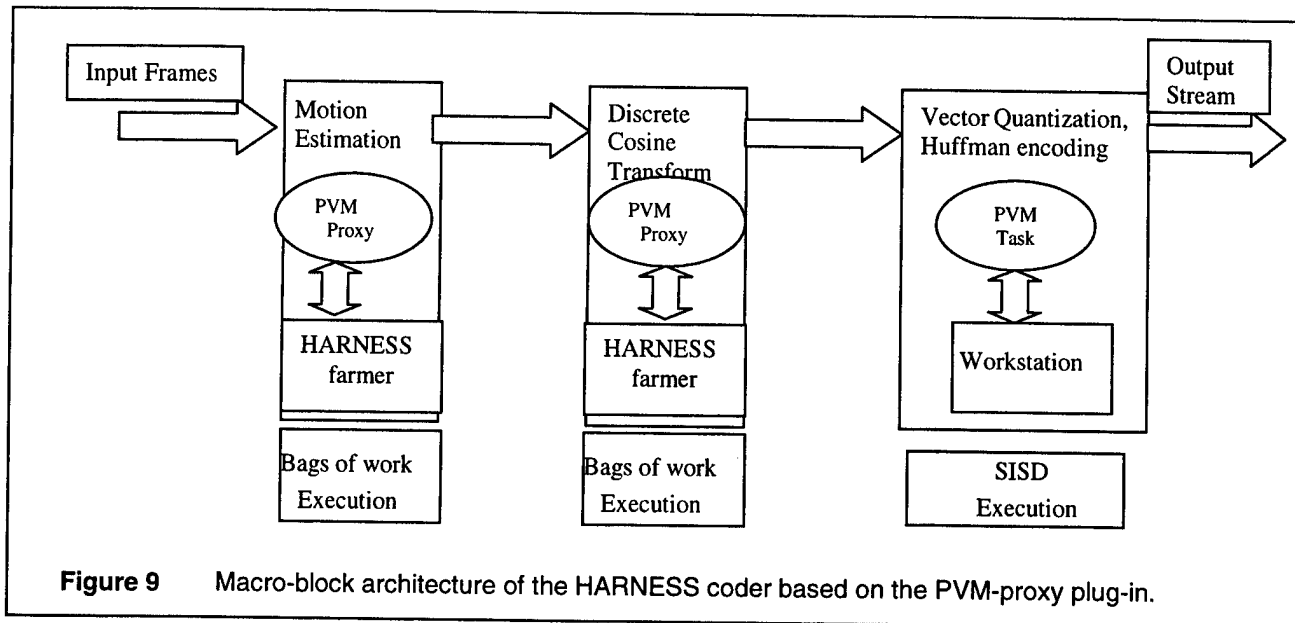 Input Frames
Output
Stream
Motion
Estimation
Discrete
Cosine
Transform
Vector Quantization,
Huffman encoding
PVM
Proxy
PVM
Proxy
PVM
Task
HARNESS
farmer
HARNESS
farmer
Workstation
Bags of work
Execution
Bags of work
Execution
SISD
Execution
Figure 9 Macro-block architecture of the HARNESS coder based on the PVM-proxy plug-in.